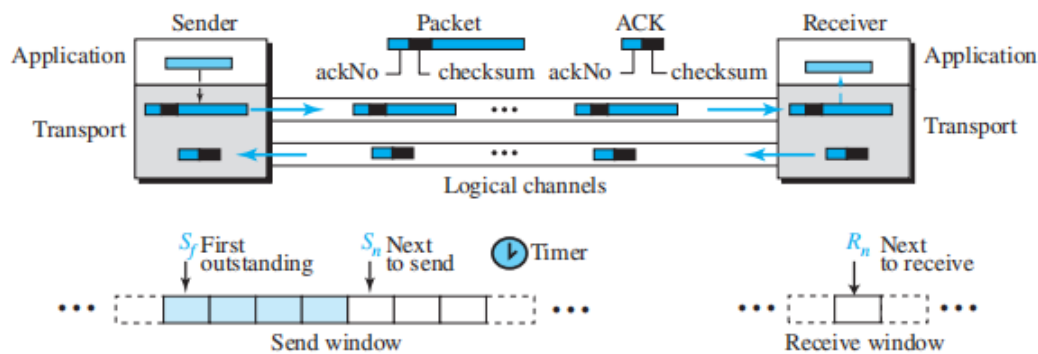 Sender
Packet
ACK
Receiver
Application
ackNo
checksum
ackNo
checksum
Application
Transport
•••
Transport
•••
Logical channels
Sf First
outstanding
Sn Next
to send
Timer
Rn Next
to receive
•••
•••
•••
•••
Send window
Receive window